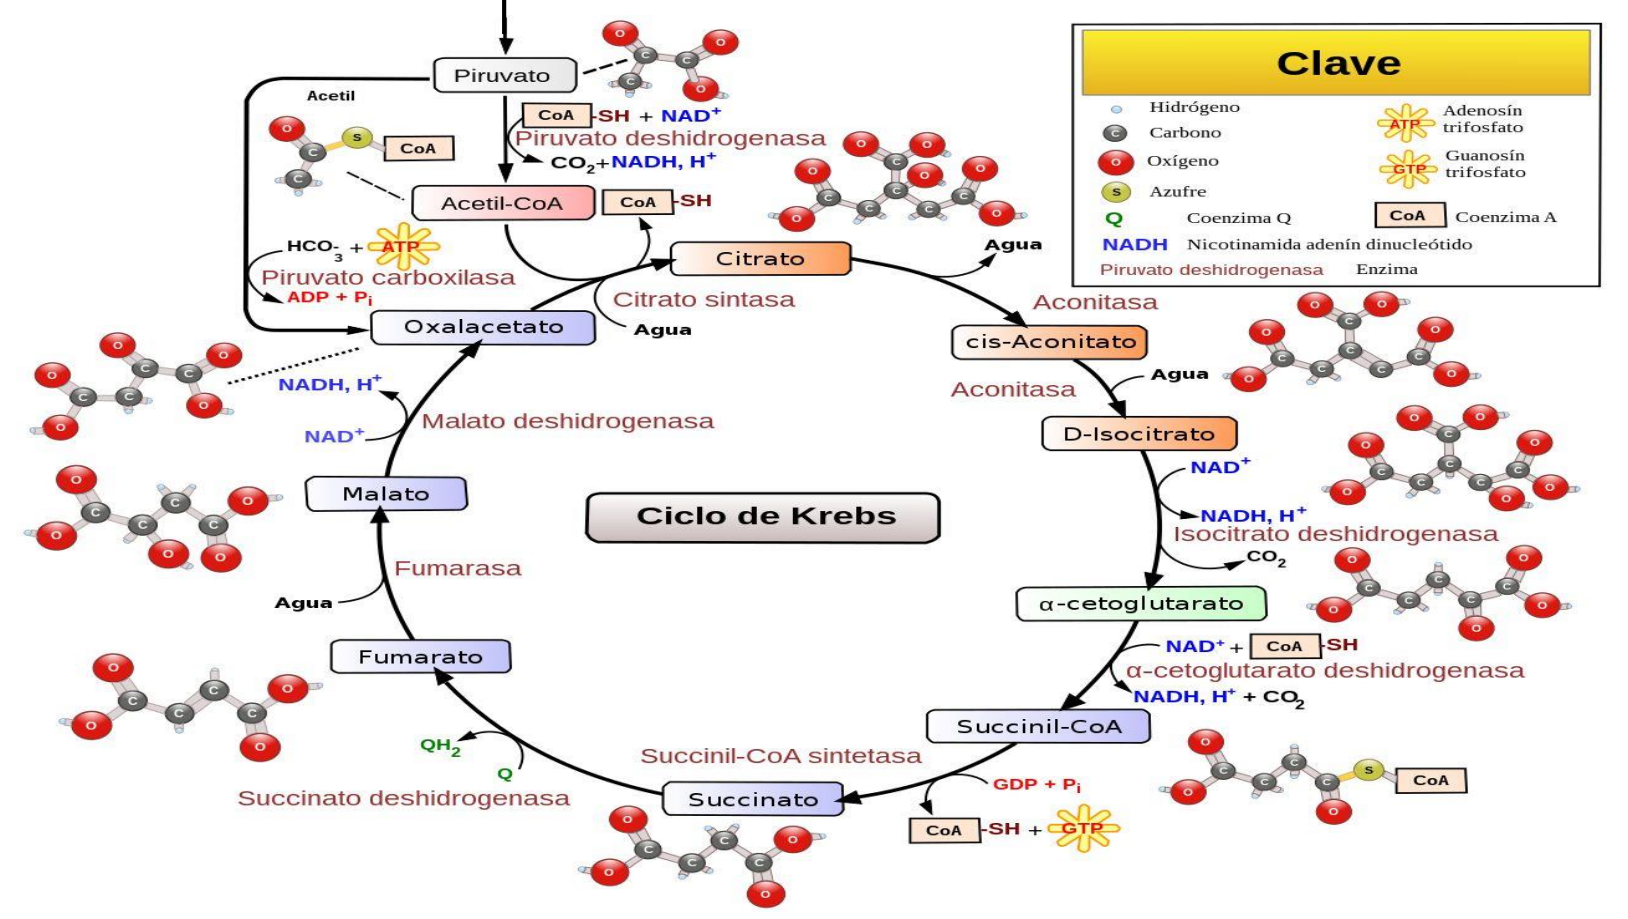 Piruvato
Acetil
CoA -SH + NAD+
Piruvato deshidrogenasa
CO2+NADH, H+
S CoA
Acetil-CoA
CoA -SH
HCO-3 + ATP
Piruvato carboxilasa
ADP + Pi
Citrato
Agua
Citrato sintasa
Agua
Oxalacetato
Aconitasa
cis-Aconitato
Aconitasa
Agua
D-Isocitrato
NAD+
NADH, H+
Isocitrato deshidrogenasa
CO2
α-cetoglutarato
NAD+ + CoA -SH
α-cetoglutarato deshidrogenasa
NADH, H+ + CO2
Succinil-CoA
S CoA
Succinil-CoA sintetasa
GDP + Pi
CoA -SH + GTP
Succinato
QH2
Q
Succinato deshidrogenasa
Fumarato
Agua
Fumarasa
Malato
NAD+
NADH, H+
Malato deshidrogenasa
Ciclo de Krebs
Clave
Hidrógeno
C Carbono
O Oxígeno
S Azufre
Q Coenzima Q
NADH Nicotinamida adenín dinucleótido
Piruvato deshidrogenasa Enzima
ATP Adenosín
trifosfato
GTP Guanosín
trifosfato
CoA Coenzima A